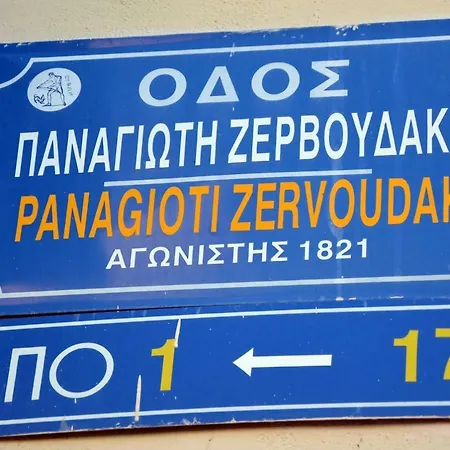 ΟΔΟΣ
ΠΑΝΑΓΙΩΤΗ ΖΕΡΒΟΥΔΑΚ
PANAGIOTI ZERVOUDAK
ΑΓΩΝΙΣΤΗΣ 1821
ΠΟ 1 ← 17